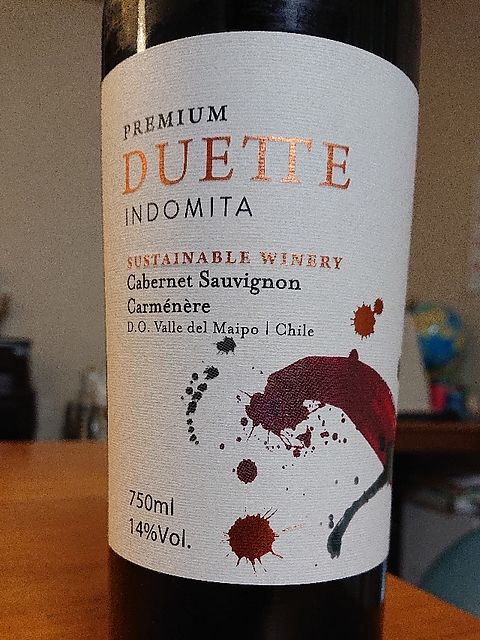 PREMIUM
DUETTE
INDOMITA
SUSTAINABLE WINERY
Cabernet Sauvignon
Carménère
D.O. Valle del Maipo | Chile
750ml
14%Vol.